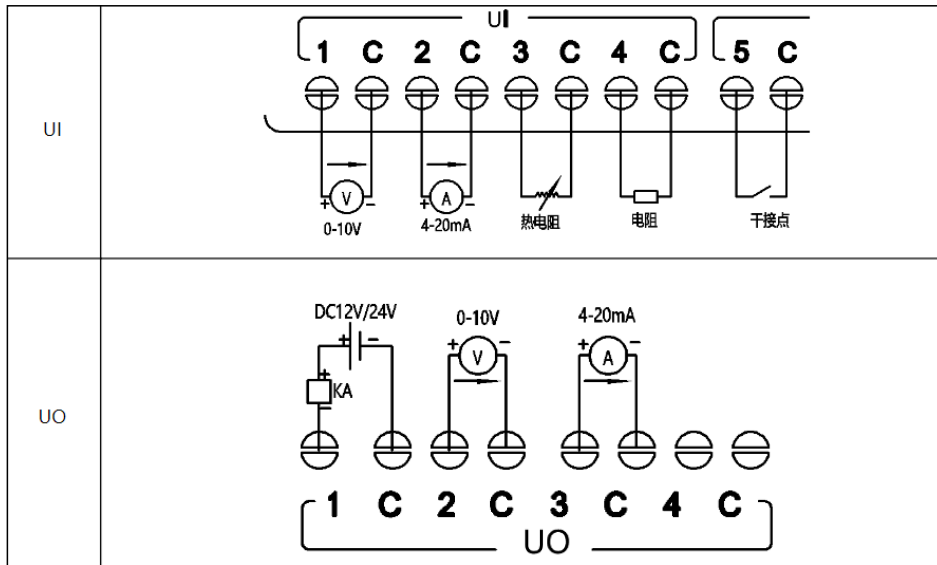 UI
UI
1 C 2 C 3 C 4 C 5 C
+ V - + A -
0-10V 4-20mA 热电阻 电阻 干接点
UO
DC12V/24V 0-10V 4-20mA
+ - + V - + A -
+
KA
-
1 C 2 C 3 C 4 C
UO